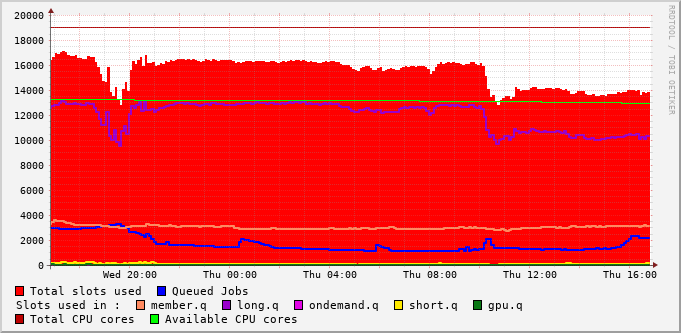 20000
18000
16000
14000
12000
10000
8000
6000
4000
2000
0
Wed 20:00 Thu 00:00 Thu 04:00 Thu 08:00 Thu 12:00 Thu 16:00
RRDTOOL / TOBI OETIKER
Total slots used Queued Jobs
Slots used in : member.q long.q ondemand.q short.q gpu.q
Total CPU cores Available CPU cores